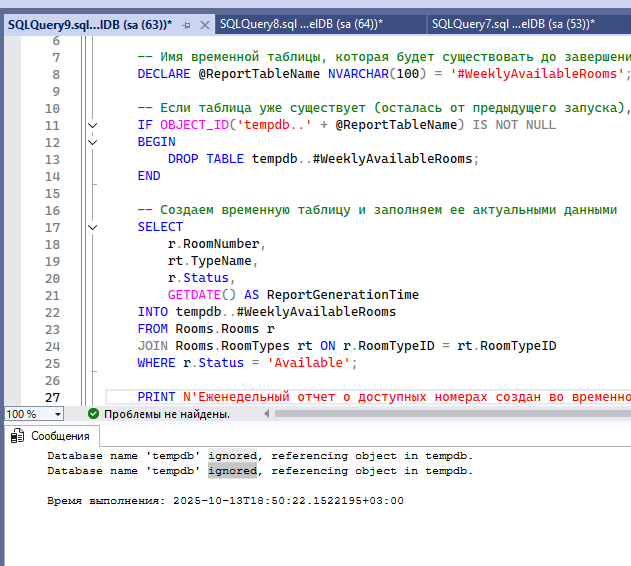 SQLQuery9.sql...lDB (sa (63))*
SQLQuery8.sql ...elDB (sa (64))*
SQLQuery7.sql ...elDB (sa (53))*
6
7 -- Имя временной таблицы, которая будет существовать до завершени
8 DECLARE @ReportTableName NVARCHAR(100) = '#WeeklyAvailableRooms';
9
10 -- Если таблица уже существует (осталась от предыдущего запуска),
11 IF OBJECT_ID('tempdb..' + @ReportTableName) IS NOT NULL
12 BEGIN
13 DROP TABLE tempdb..#WeeklyAvailableRooms;
14 END
15
16 -- Создаем временную таблицу и заполняем ее актуальными данными
17 SELECT
18 r.RoomNumber,
19 rt.TypeName,
20 r.Status,
21 GETDATE() AS ReportGenerationTime
22 INTO tempdb..#WeeklyAvailableRooms
23 FROM Rooms.Rooms r
24 JOIN Rooms.RoomTypes rt ON r.RoomTypeID = rt.RoomTypeID
25 WHERE r.Status = 'Available';
26
27 PRINT N'Еженедельный отчет о доступных номерах создан во временно
100 %
Проблемы не найдены.
Сообщения
Database name 'tempdb' ignored, referencing object in tempdb.
Database name 'tempdb' ignored, referencing object in tempdb.
Время выполнения: 2025-10-13T18:50:22.1522195+03:00